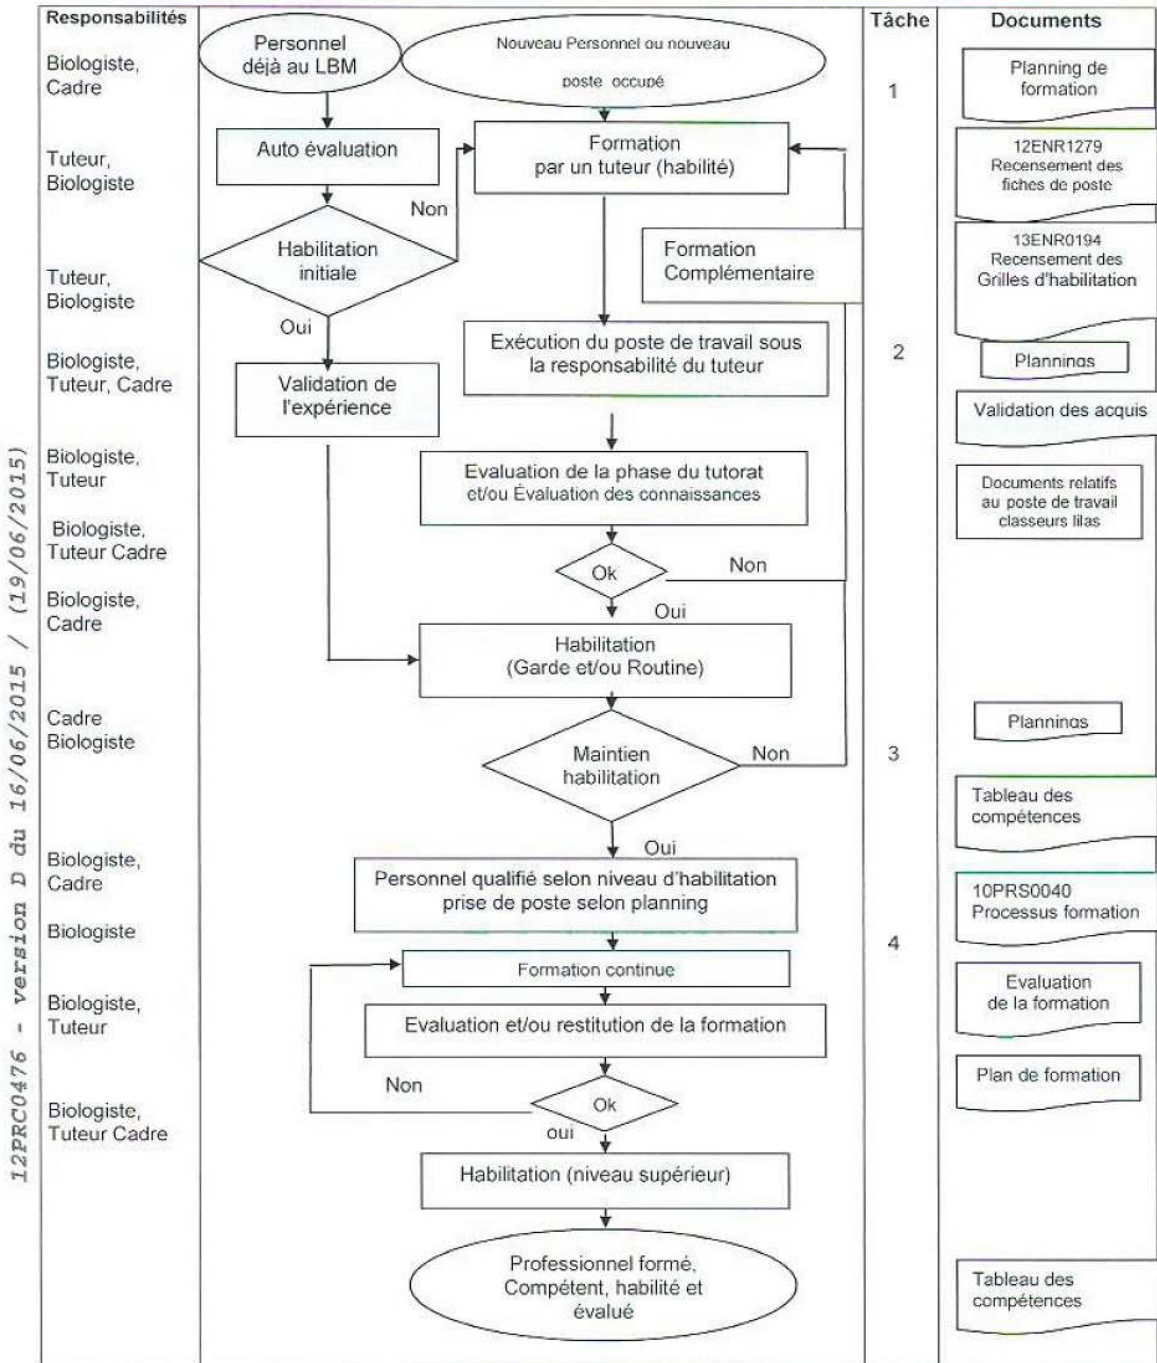 Responsabilités
Tâche
Documents
Biologiste,
Cadre
Personnel
déjà au LBM
Nouveau Personnel ou nouveau
poste occupé
1
Planning de
formation
Tuteur,
Biologiste
Auto évaluation
Formation
par un tuteur (habilité)
12ENR1279
Recensement des
fiches de poste
Non
Habilitation
initiale
Formation
Complémentaire
13ENR0194
Recensement des
Grilles d'habilitation
Tuteur,
Biologiste
Oui
Exécution du poste de travail sous
la responsabilité du tuteur
2
Plannings
Biologiste,
Tuteur, Cadre
Validation de
l'expérience
Validation des acquis
Biologiste,
Tuteur
Evaluation de la phase du tutorat
et/ou Évaluation des connaissances
Documents relatifs
au poste de travail
classeurs lilas
Biologiste,
Tuteur Cadre
Ok
Non
Oui
Biologiste,
Cadre
Habilitation
(Garde et/ou Routine)
Cadre
Biologiste
Maintien
habilitation
Non
3
Plannings
Oui
Tableau des
compétences
Biologiste,
Cadre
Personnel qualifié selon niveau d'habilitation
prise de poste selon planning
10PRS0040
Processus formation
Biologiste
4
Formation continue
Evaluation
de la formation
Biologiste,
Tuteur
Evaluation et/ou restitution de la formation
Plan de formation
Non
Ok
oui
Biologiste,
Tuteur Cadre
Habilitation (niveau supérieur)
Professionnel formé,
Compétent, habilité et
évalué
Tableau des
compétences
12PRC0476 - version D du 16/06/2015 / (19/06/2015)